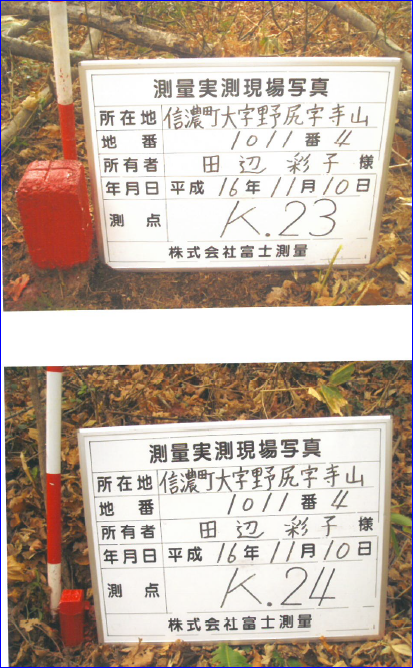 測量実測現場写真
所在地 信濃町大字野尻字寺山
地番 1011番4
所有者 田辺彩子様
年月日 平成16年11月10日
測点 K.23
株式会社富士測量
測量実測現場写真
所在地 信濃町大字野尻字寺山
地番 1011番4
所有者 田辺彩子様
年月日 平成16年11月10日
測点 K.24
株式会社富士測量